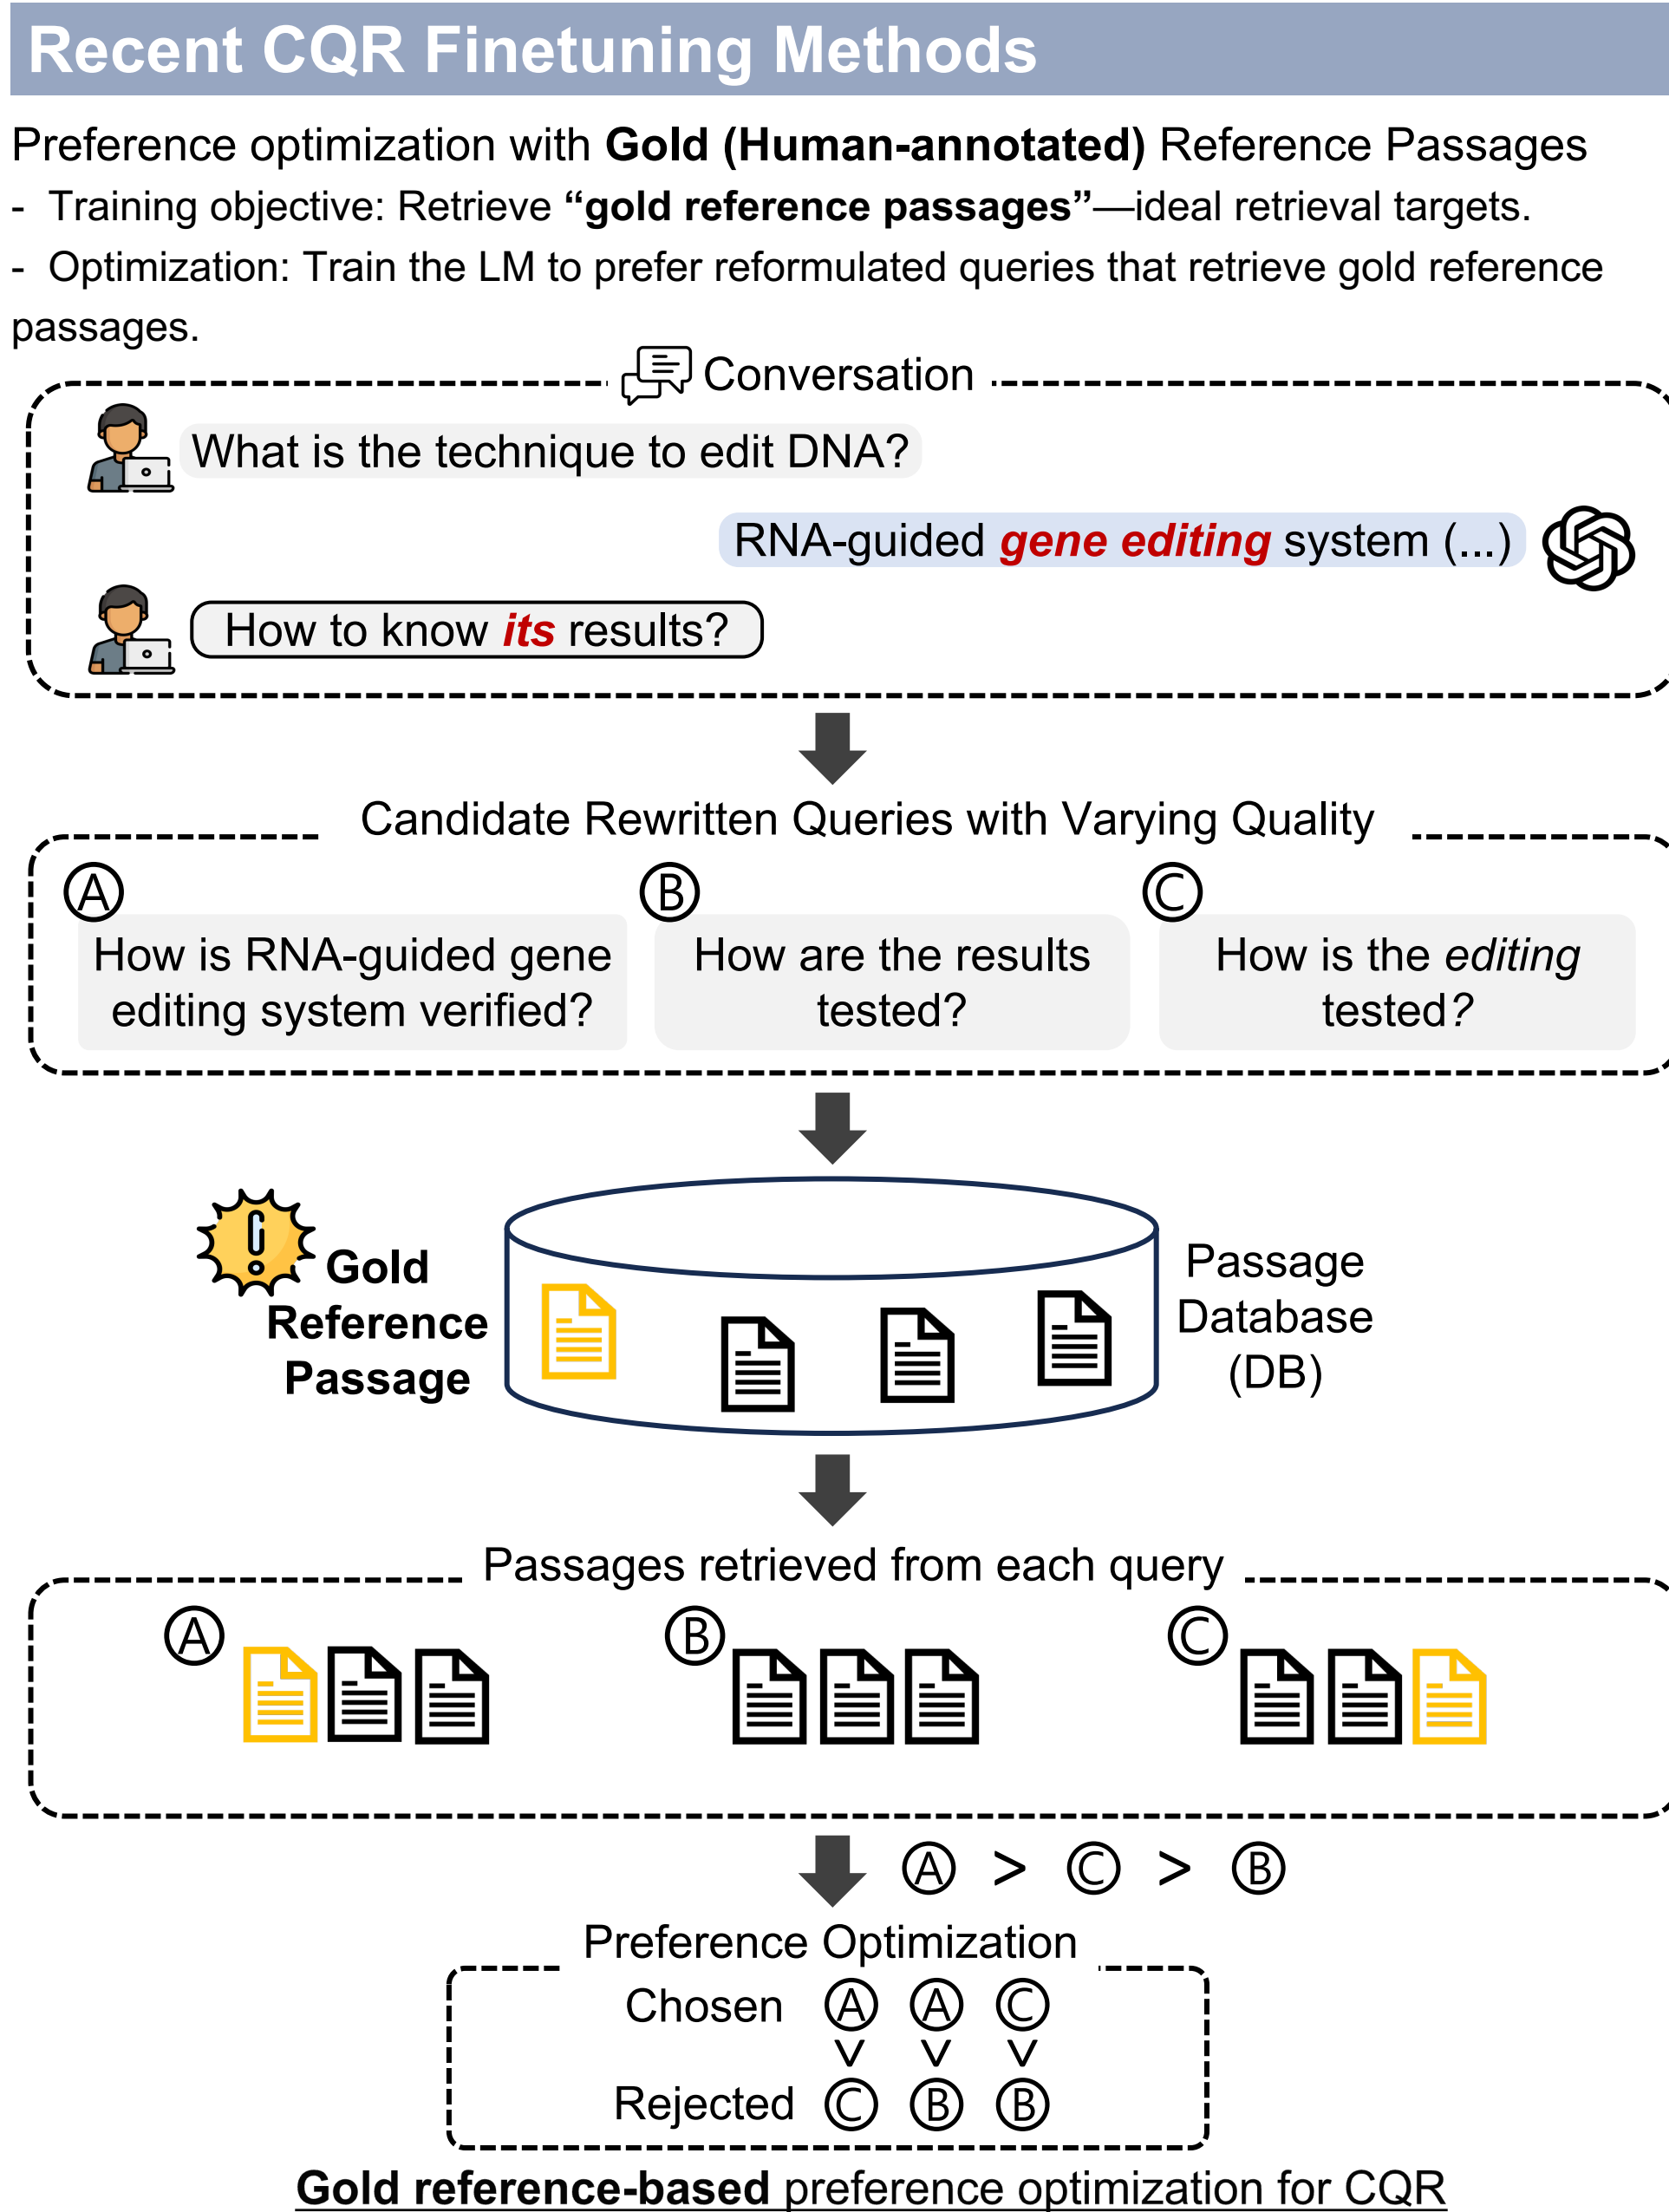 Recent CQR Finetuning Methods
Preference optimization with Gold (Human-annotated) Reference Passages
- Training objective: Retrieve “gold reference passages”—ideal retrieval targets.
- Optimization: Train the LM to prefer reformulated queries that retrieve gold reference
passages.
Conversation
What is the technique to edit DNA?
RNA-guided gene editing system (...)
How to know its results?
Candidate Rewritten Queries with Varying Quality
A
How is RNA-guided gene
editing system verified?
B
How are the results
tested?
C
How is the editing
tested?
Gold
Reference
Passage
Passage
Database
(DB)
Passages retrieved from each query
A B C
A > C > B
Preference Optimization
Chosen A A C
> > >
Rejected C B B
Gold reference-based preference optimization for CQR